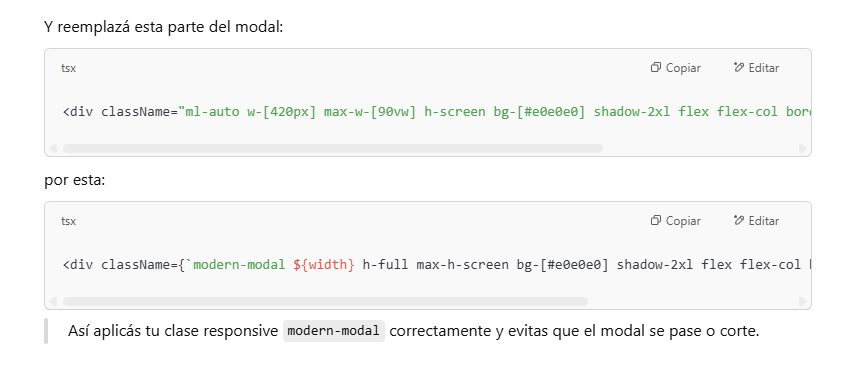 Y reemplazá esta parte del modal:
tsx
Copiar
Editar
<div className="ml-auto w-[420px] max-w-[90vw] h-screen bg-[#e0e0e0] shadow-2xl flex flex-col
por esta:
tsx
Copiar
Editar
<div className={`modern-modal ${width} h-full max-h-screen bg-[#e0e0e0] shadow-2xl flex flex-col
Así aplicás tu clase responsive modern-modal correctamente y evitas que el modal se pase o corte.